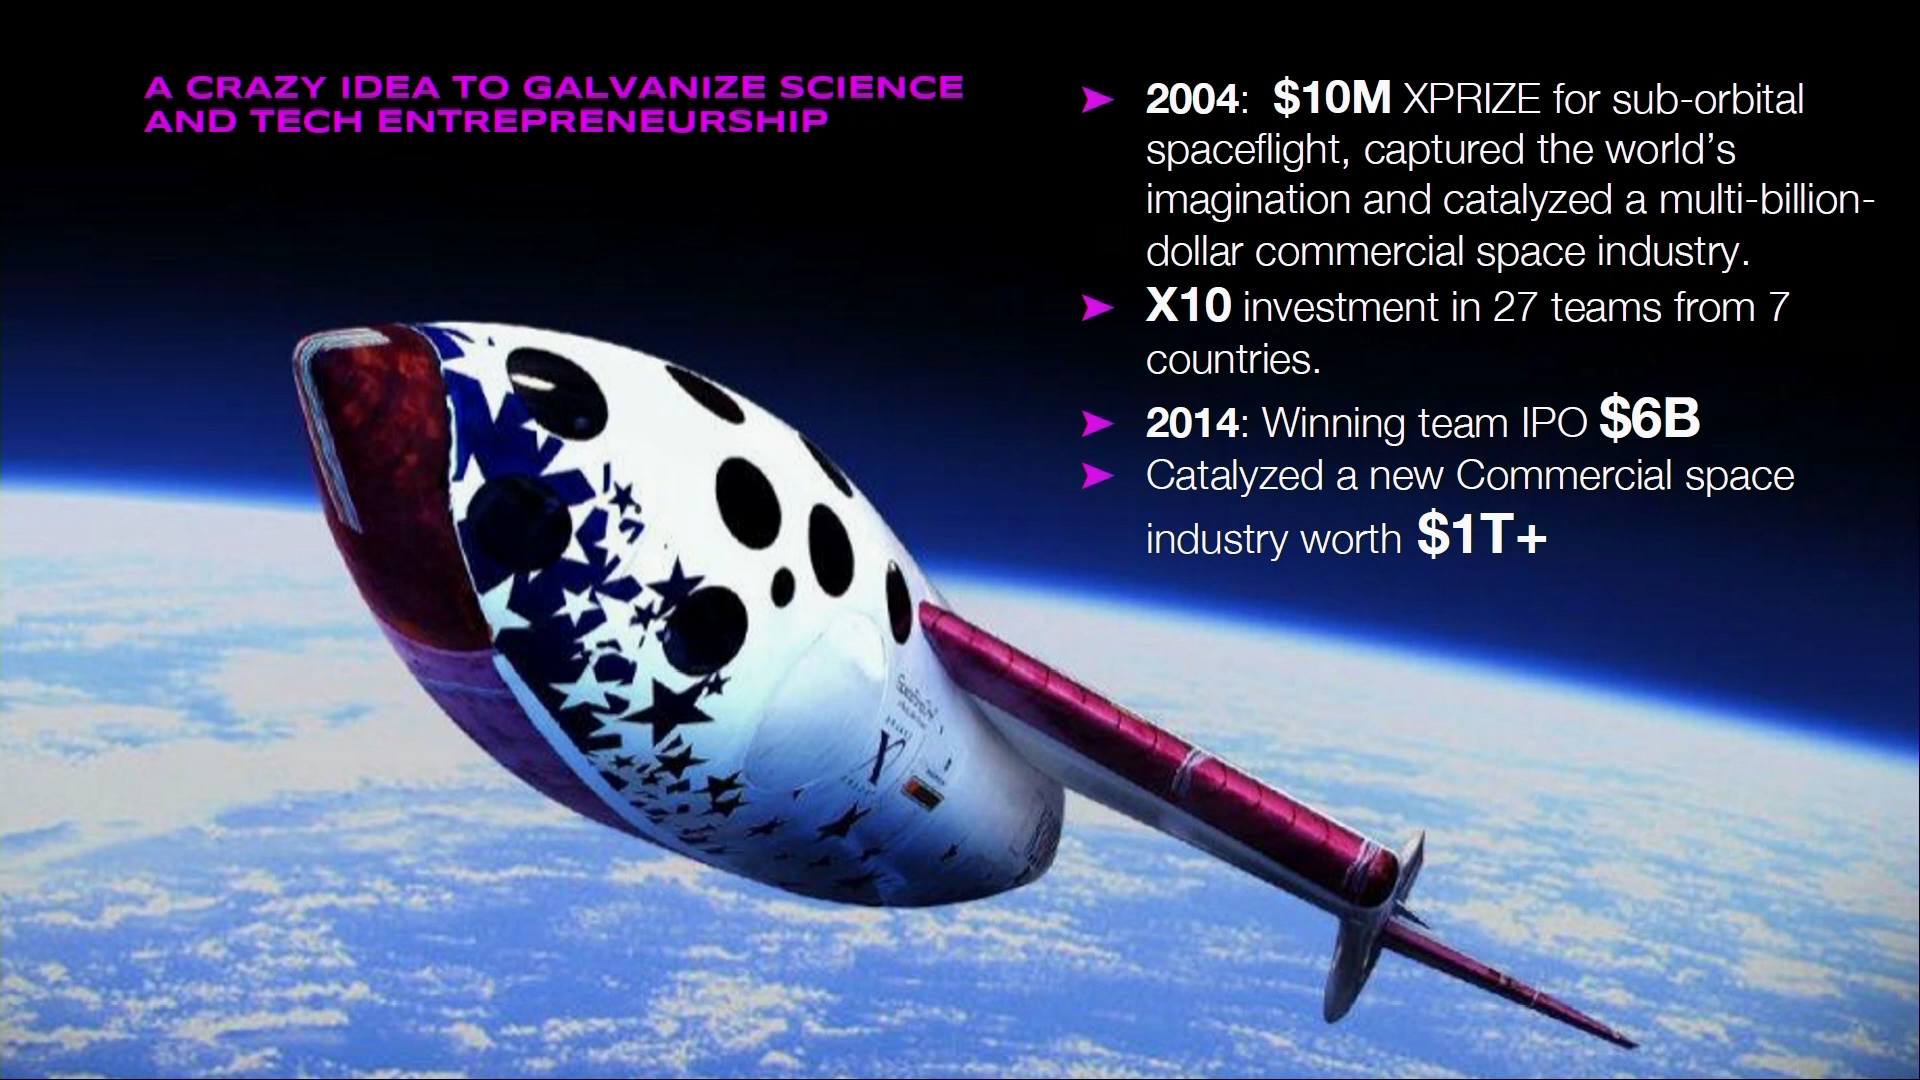 A CRAZY IDEA TO GALVANIZE SCIENCE
AND TECH ENTREPRENEURSHIP
➤ 2004:  $10M XPRIZE for sub-orbital
spaceflight, captured the world’s
imagination and catalyzed a multi-billion-
dollar commercial space industry.
➤ X10 investment in 27 teams from 7
countries.
➤ 2014: Winning team IPO $6B
➤ Catalyzed a new Commercial space
industry worth $1T+
X